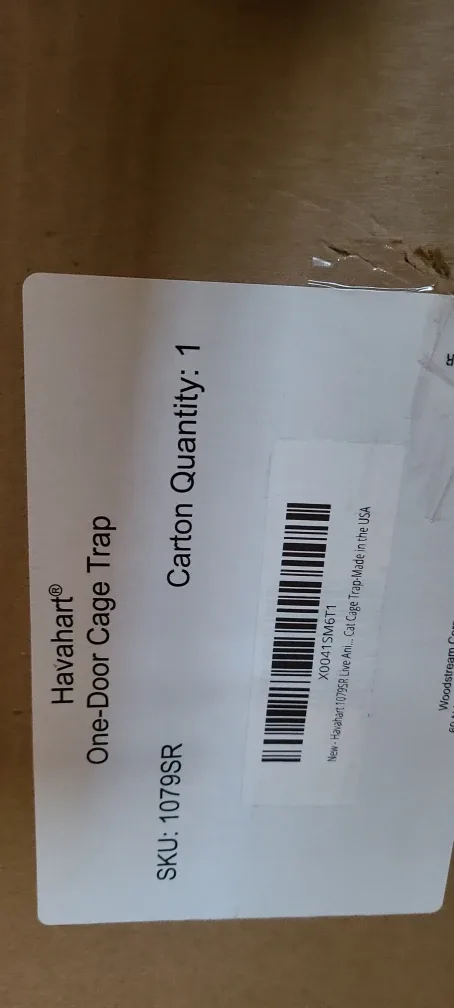 Havahart®
One-Door Cage Trap
SKU: 1079SR Carton Quantity: 1
X0041SM6T1
New - Havahart 1079SR Live Ani... Cat Cage Trap-Made in the USA
Woodstream